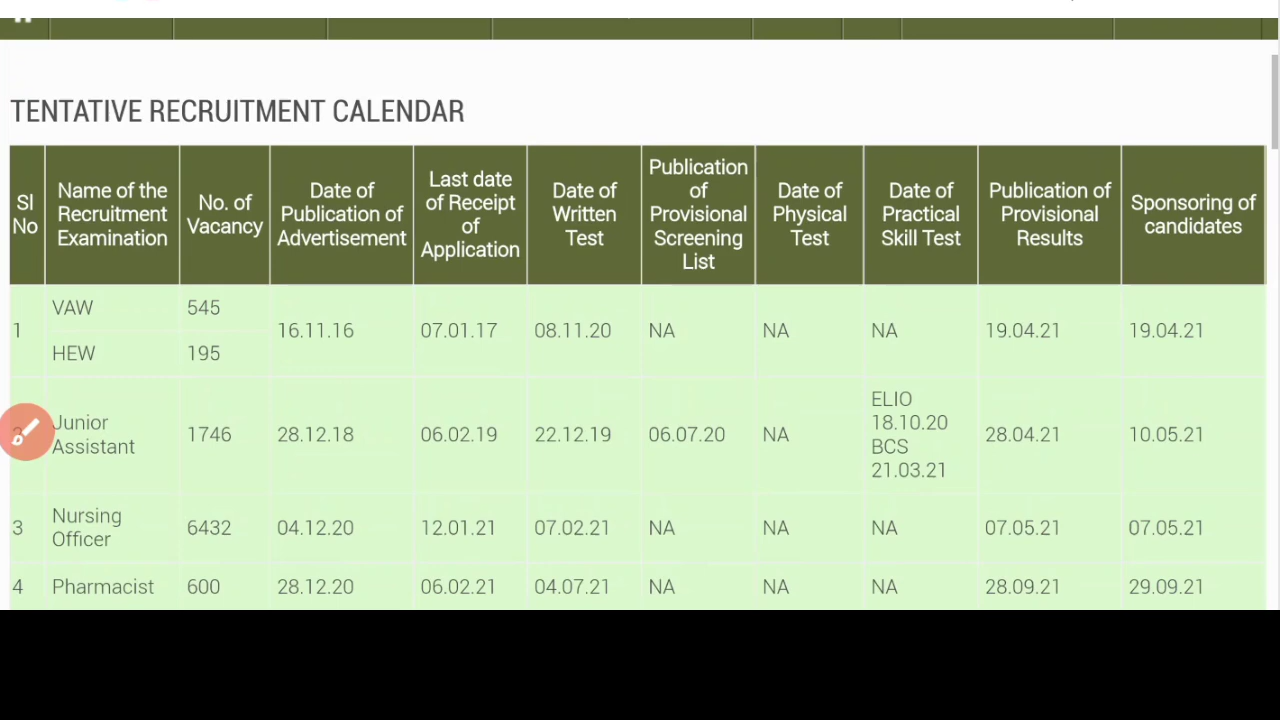 TENTATIVE RECRUITMENT CALENDAR
Sl
No
Name of the
Recruitment
Examination
No. of
Vacancy
Date of
Publication of
Advertisement
Last date
of Receipt
of
Application
Date of
Written
Test
Publication
of
Provisional
Screening
List
Date of
Physical
Test
Date of
Practical
Skill Test
Publication of
Provisional
Results
Sponsoring of
candidates
1
VAW
545
HEW
195
16.11.16
07.01.17
08.11.20
NA
NA
NA
19.04.21
19.04.21
Junior
Assistant
1746
28.12.18
06.02.19
22.12.19
06.07.20
NA
ELIO
18.10.20
BCS
21.03.21
28.04.21
10.05.21
3
Nursing
Officer
6432
04.12.20
12.01.21
07.02.21
NA
NA
NA
07.05.21
07.05.21
4
Pharmacist
600
28.12.20
06.02.21
04.07.21
NA
NA
NA
28.09.21
29.09.21